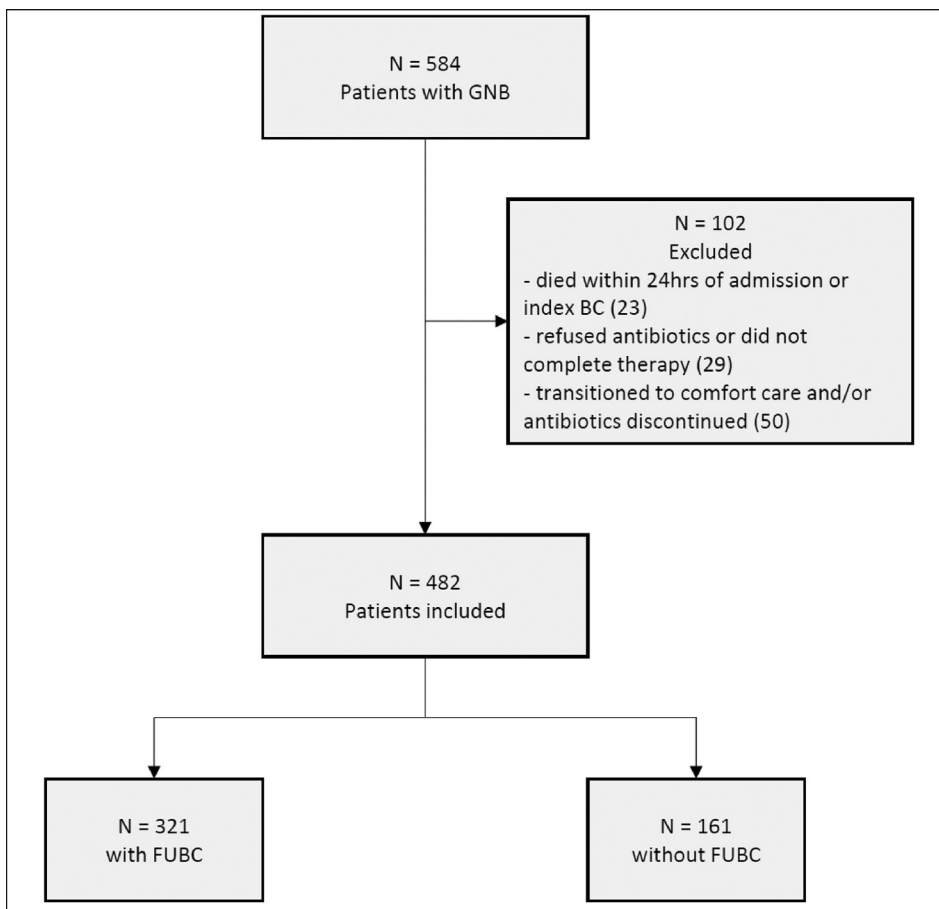 N = 584
Patients with GNB
N = 102
Excluded
- died within 24hrs of admission or
index BC (23)
- refused antibiotics or did not
complete therapy (29)
- transitioned to comfort care and/or
antibiotics discontinued (50)
N = 482
Patients included
N = 321
with FUBC
N = 161
without FUBC